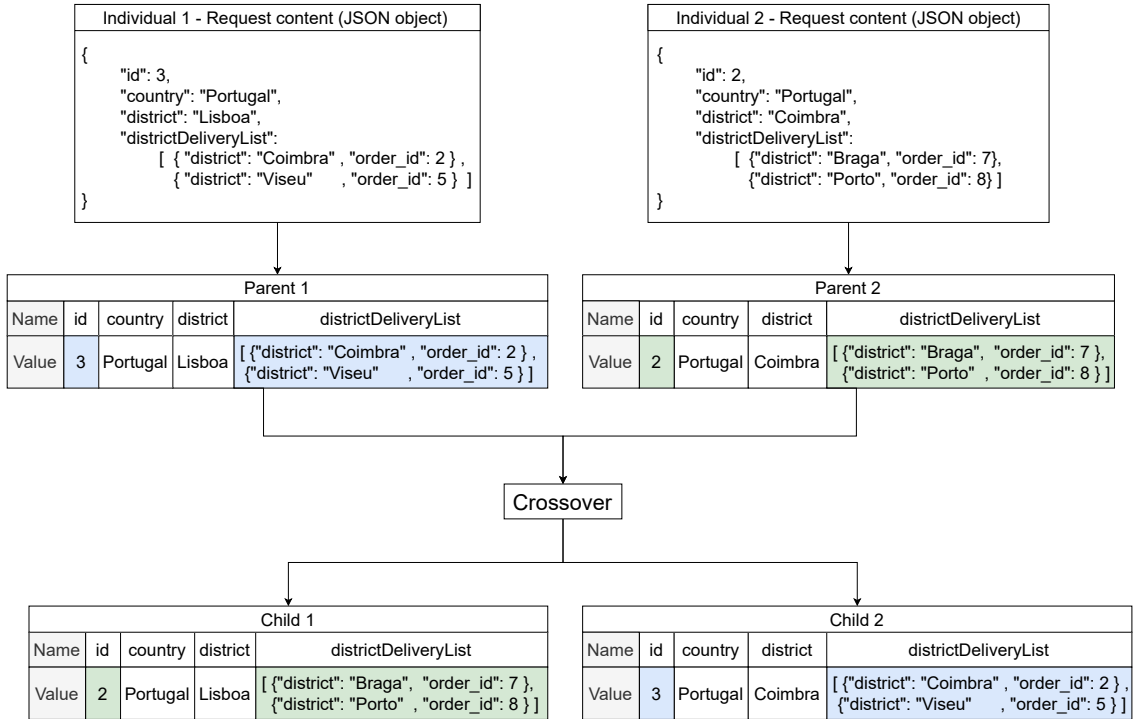 Individual 1 - Request content (JSON object)
{
"id": 3,
"country": "Portugal",
"district": "Lisboa",
"districtDeliveryList":
[ { "district": "Coimbra" , "order_id": 2 } ,
{ "district": "Viseu" , "order_id": 5 } ]
}
Individual 2 - Request content (JSON object)
{
"id": 2,
"country": "Portugal",
"district": "Coimbra",
"districtDeliveryList":
[ {"district": "Braga", "order_id": 7},
{"district": "Porto", "order_id": 8} ]
}
Parent 1
Name id country district districtDeliveryList
Value 3 Portugal Lisboa [ {"district": "Coimbra" , "order_id": 2 } ,
{"district": "Viseu" , "order_id": 5 } ]
Parent 2
Name id country district districtDeliveryList
Value 2 Portugal Coimbra [ {"district": "Braga", "order_id": 7 },
{"district": "Porto" , "order_id": 8 } ]
Crossover
Child 1
Name id country district districtDeliveryList
Value 2 Portugal Lisboa [ {"district": "Braga", "order_id": 7 },
{"district": "Porto" , "order_id": 8 } ]
Child 2
Name id country district districtDeliveryList
Value 3 Portugal Coimbra [ {"district": "Coimbra" , "order_id": 2 } ,
{"district": "Viseu" , "order_id": 5 } ]